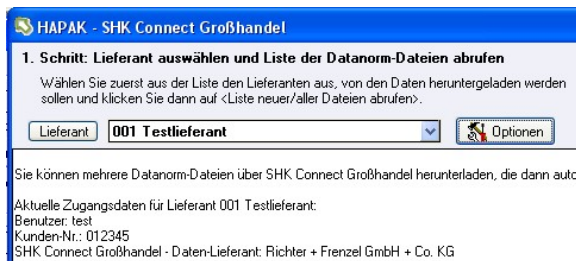 HAPAK - SHK Connect Großhandel
1. Schritt: Lieferant auswählen und Liste der Datanorm-Dateien abrufen
Wählen Sie zuerst aus der Liste den Lieferanten aus, von den Daten heruntergeladen werden
sollen und klicken Sie dann auf <Liste neuer/aller Dateien abrufen>.
Lieferant 001 Testlieferant Optionen
Sie können mehrere Datanorm-Dateien über SHK Connect Großhandel herunterladen, die dann auto
Aktuelle Zugangsdaten für Lieferant 001 Testlieferant:
Benutzer: test
Kunden-Nr.: 012345
SHK Connect Großhandel - Daten-Lieferant: Richter + Frenzel GmbH + Co. KG